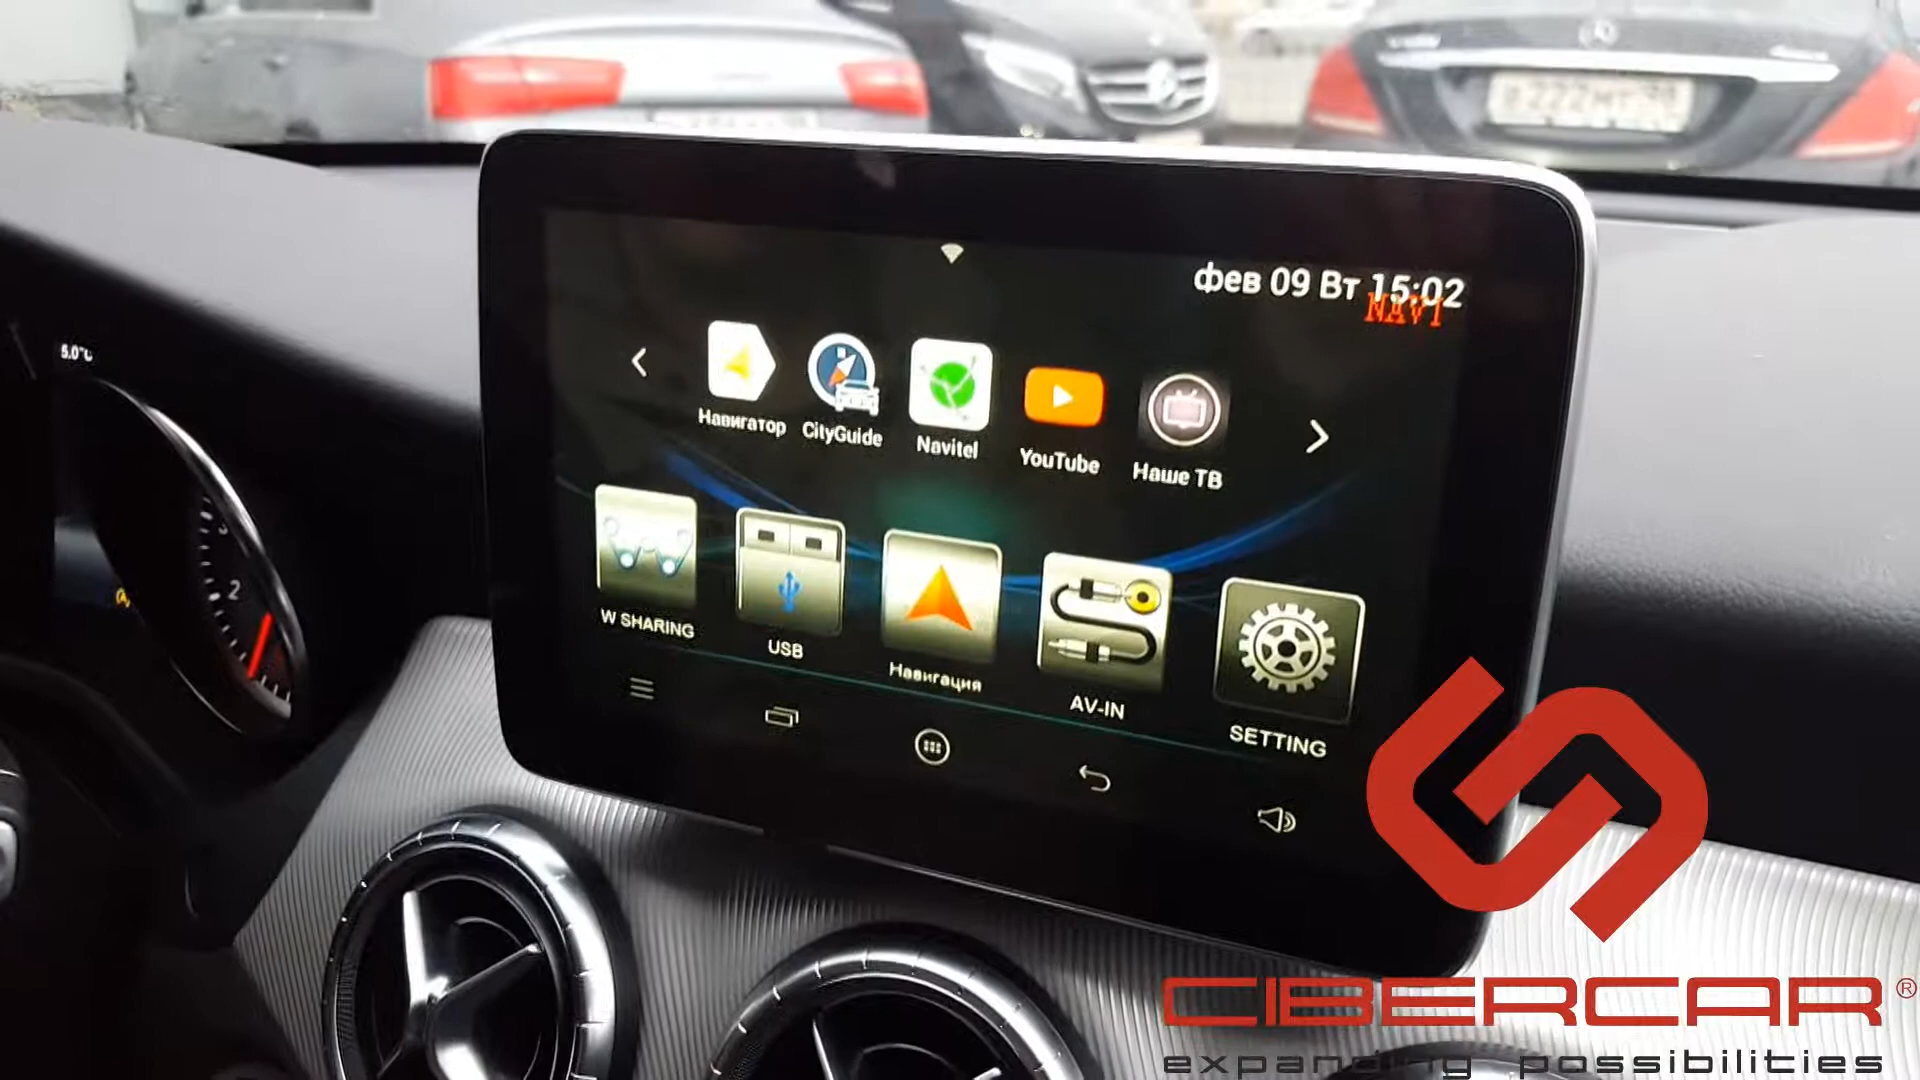 фев 09 Вт 15:02
NAVI
5.0°C
Навигатор
CityGuide
Navitel
YouTube
Наше ТВ
2
W SHARING
USB
Навигация
AV-IN
SETTING
CIBERCAR®
expanding possibilities